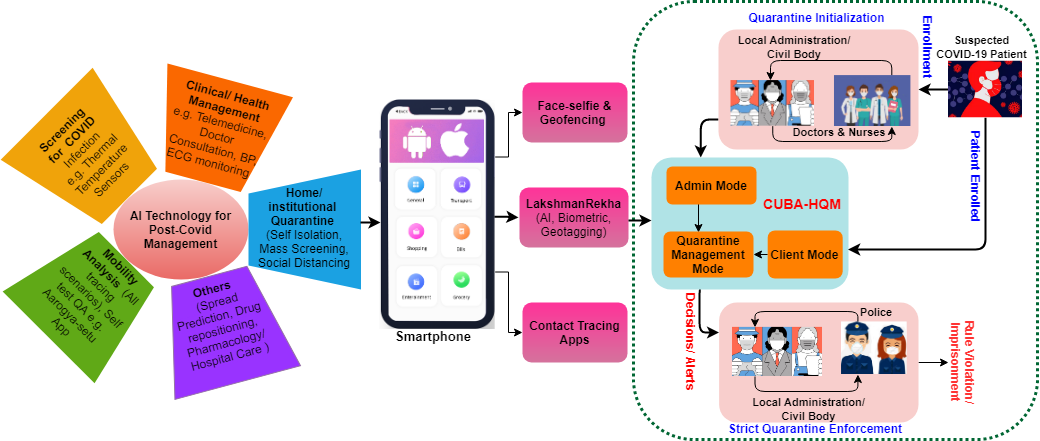 Screening
for COVID
Infection
e.g. Thermal
Temperature
Sensors
Clinical/ Health
Management
e.g. Telemedicine,
Doctor
Consultation, BP,
ECG monitoring
AI Technology for
Post-Covid
Management
Home/
institutional
Quarantine
(Self Isolation,
Mass Screening,
Social Distancing
Mobility
Analysis (All
tracing
scenarios), Self
test QA e.g.
Aarogya-setu
App
Others
(Spread
Prediction, Drug
repositioning,
Pharmacology/
Hospital Care )
General
Transport
Shopping
Bills
Entertainment
Grocery
Smartphone
Face-selfie &
Geofencing
LakshmanRekha
(AI, Biometric,
Geotagging)
Contact Tracing
Apps
Quarantine Initialization
Local Administration/
Civil Body
Doctors & Nurses
Enrollment
Suspected
COVID-19 Patient
Patient Enrolled
Admin Mode
CUBA-HQM
Quarantine
Management
Mode
Client Mode
Decisions/ Alerts
Police
Local Administration/
Civil Body
Strict Quarantine Enforcement
Rule Violation/
Imprisonment